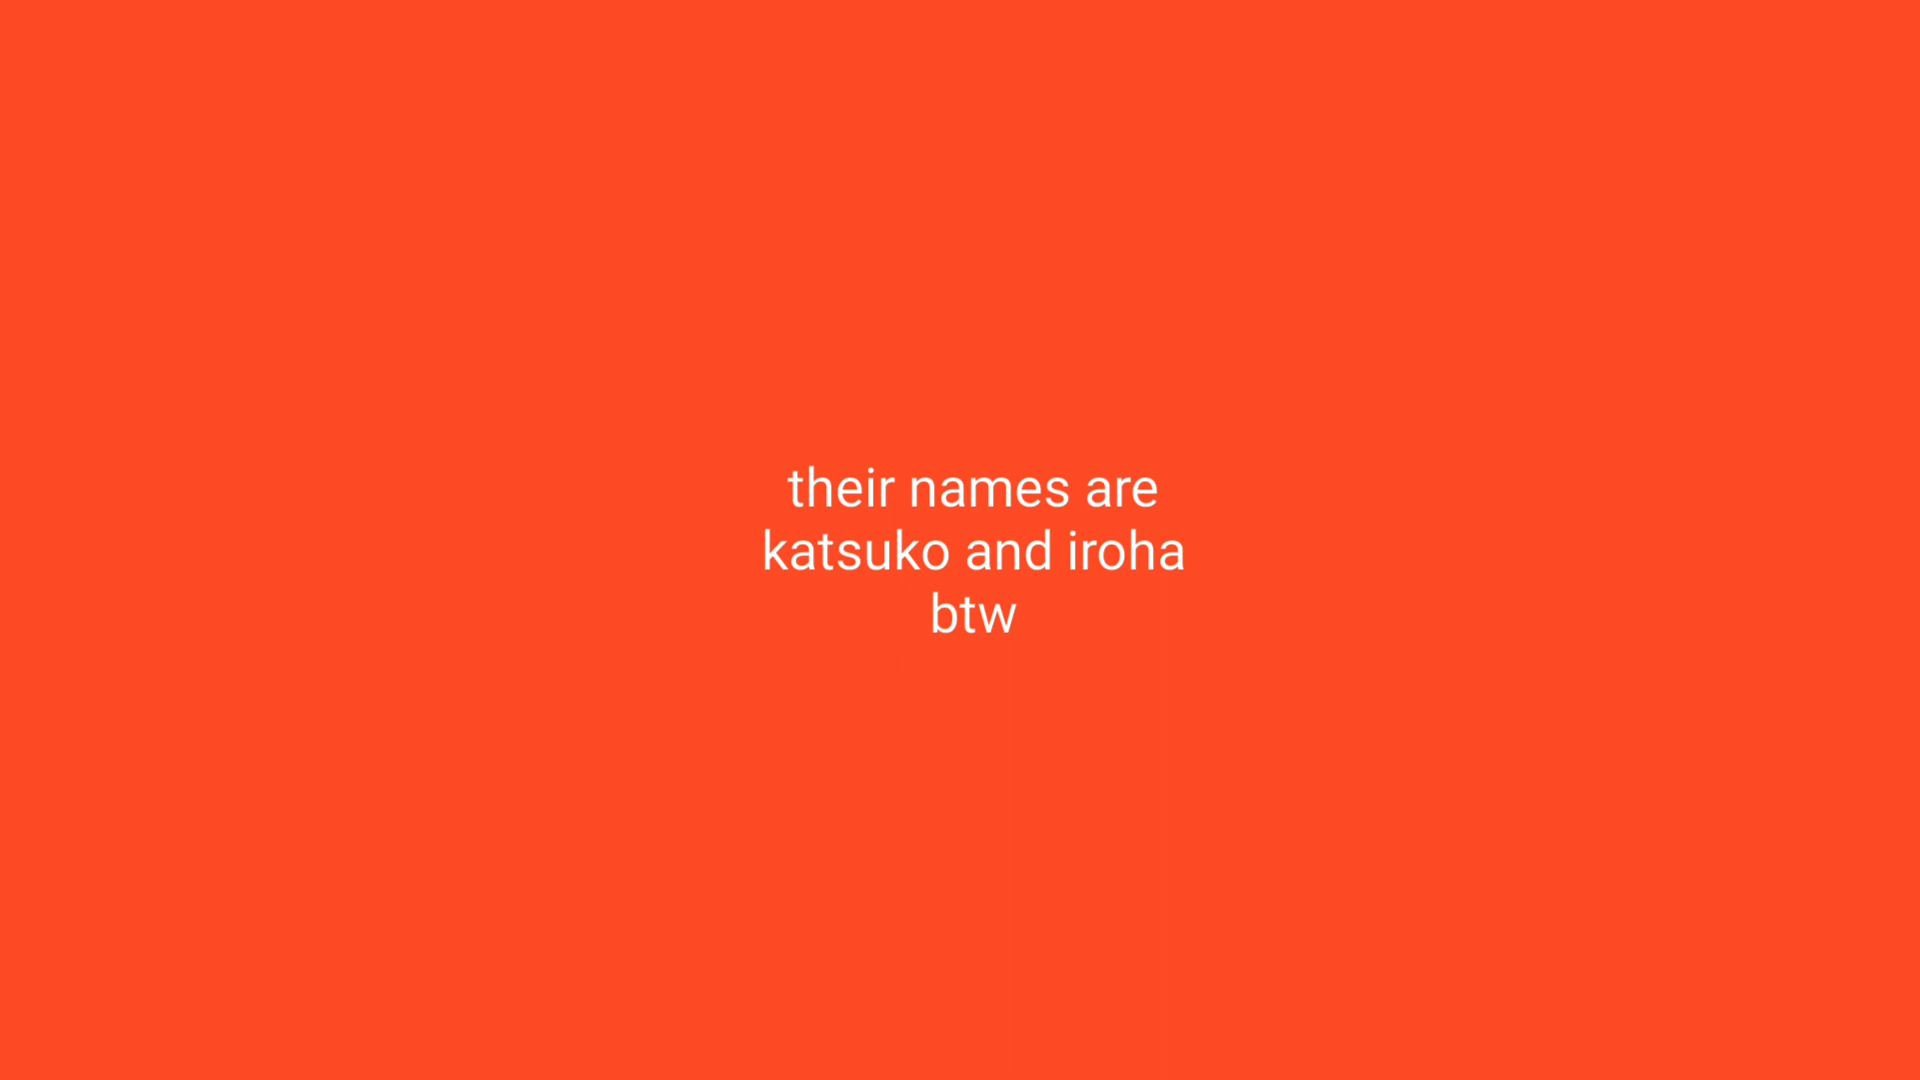 their names are
katsuko and iroha
btw